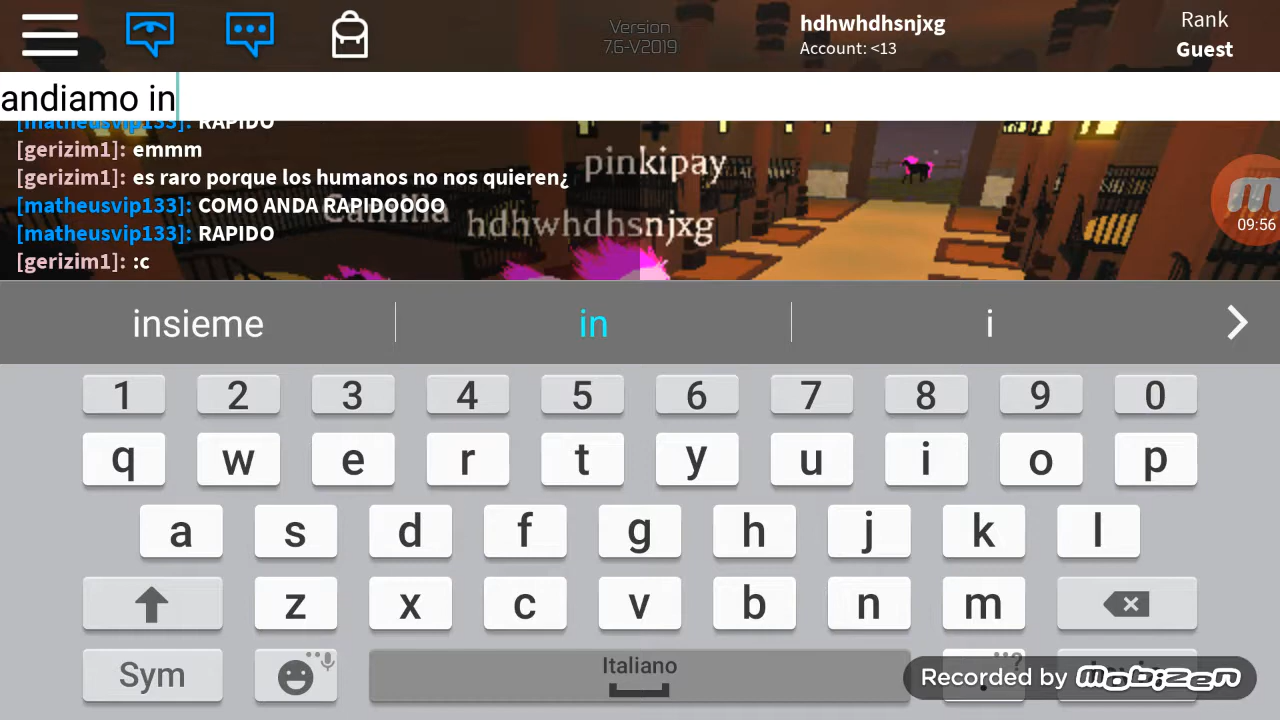 Version
7.6-V2019
hdhwhdhsnjxg
Account: <13
Rank
Guest
andiamo in
[matheusvip133]: RAPIDO
[gerizim1]: emmm
[gerizim1]: es raro porque los humanos no nos quieren¿
[matheusvip133]: COMO ANDA RAPIDOOOO
[matheusvip133]: RAPIDO
[gerizim1]: :c
pinkipay
Camilla
hdhwhdhsnjxg
09:56
insieme in i
1 2 3 4 5 6 7 8 9 0
q w e r t y u i o p
a s d f g h j k l
z x c v b n m
Sym
Italiano
Recorded by mobizen